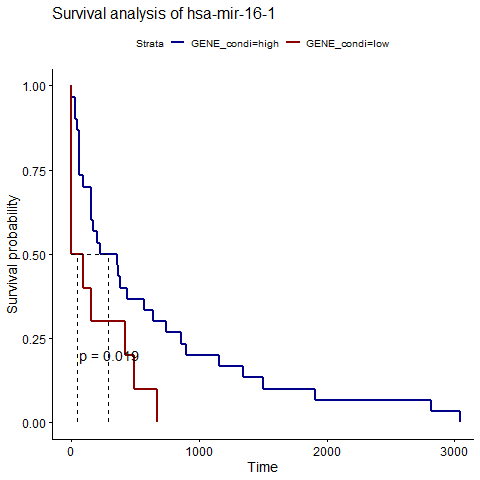 Survival analysis of hsa-mir-16-1
Strata GENE_condi=high GENE_condi=low
Survival probability
1.00
0.75
0.50
0.25
0.00
p = 0.019
0 1000 2000 3000
Time